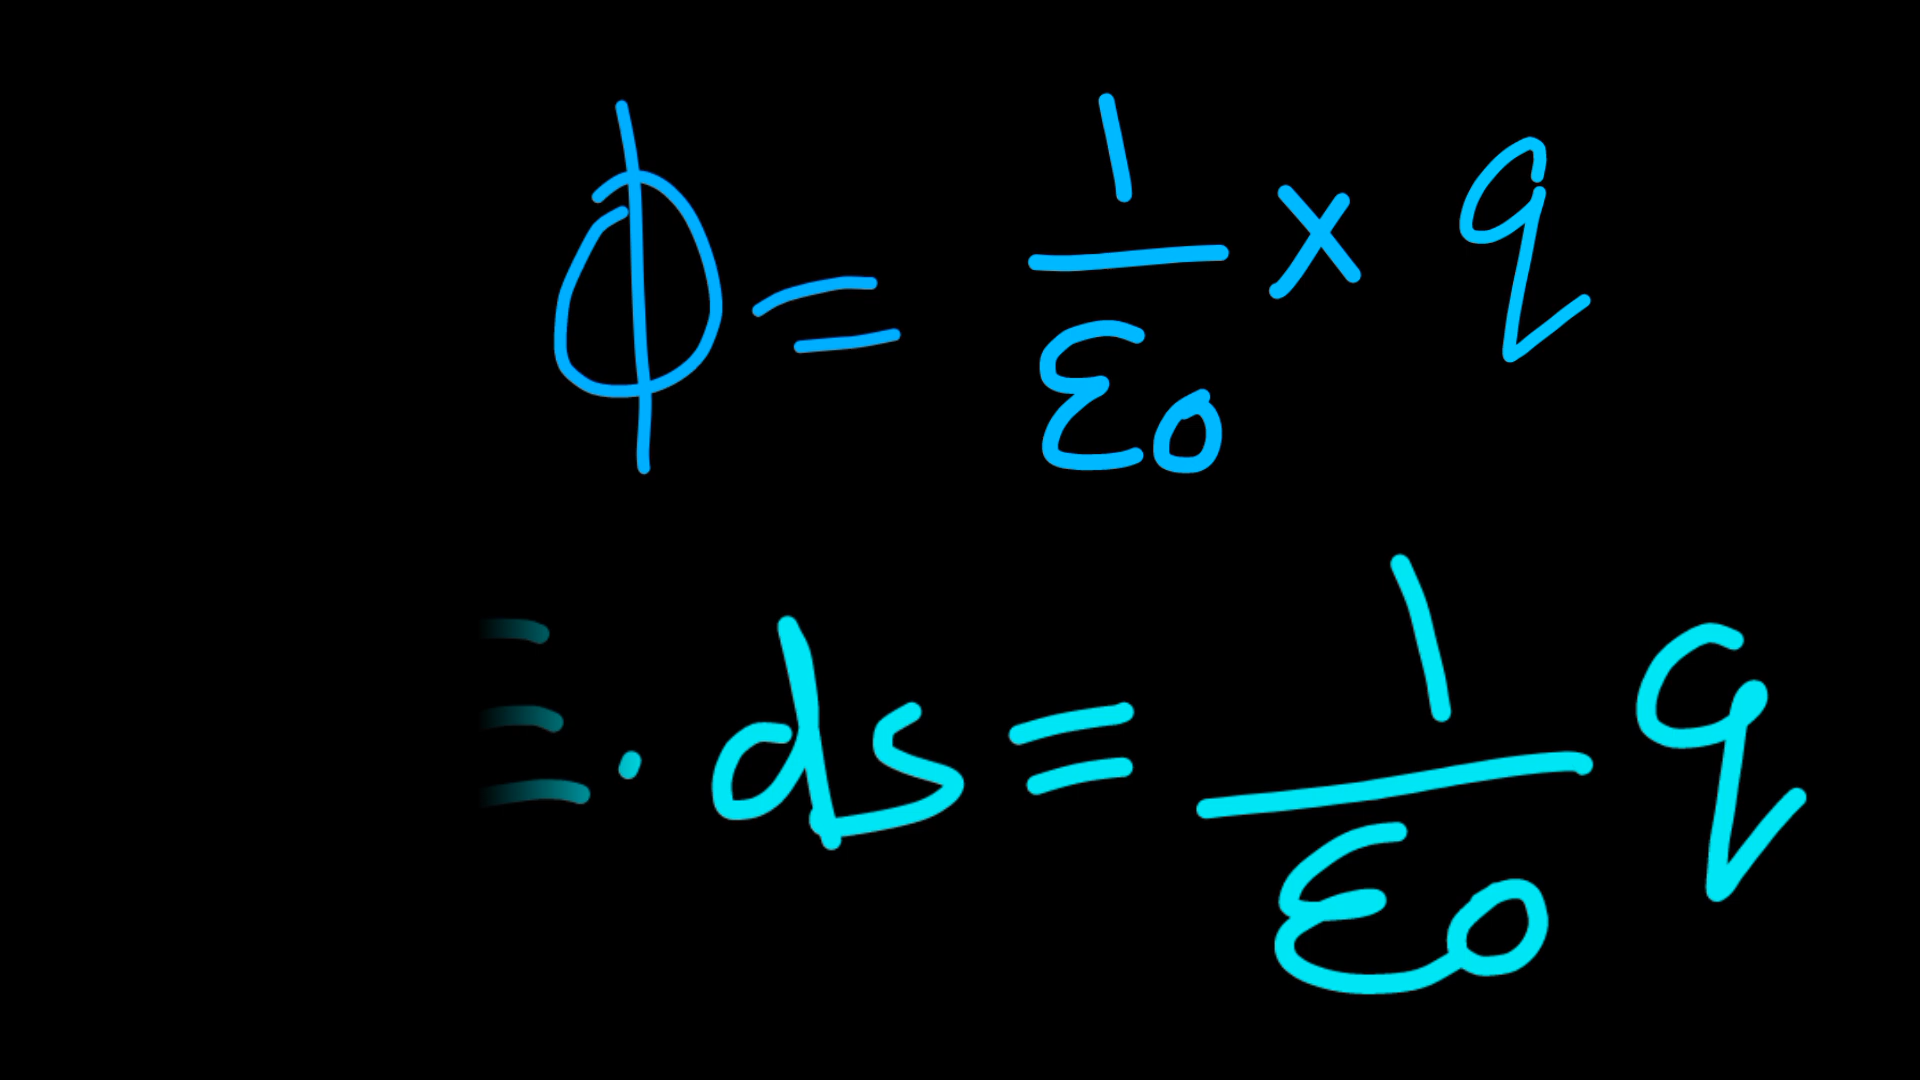 ϕ = 1/ε0 × q
· ds = 1/ε0 q